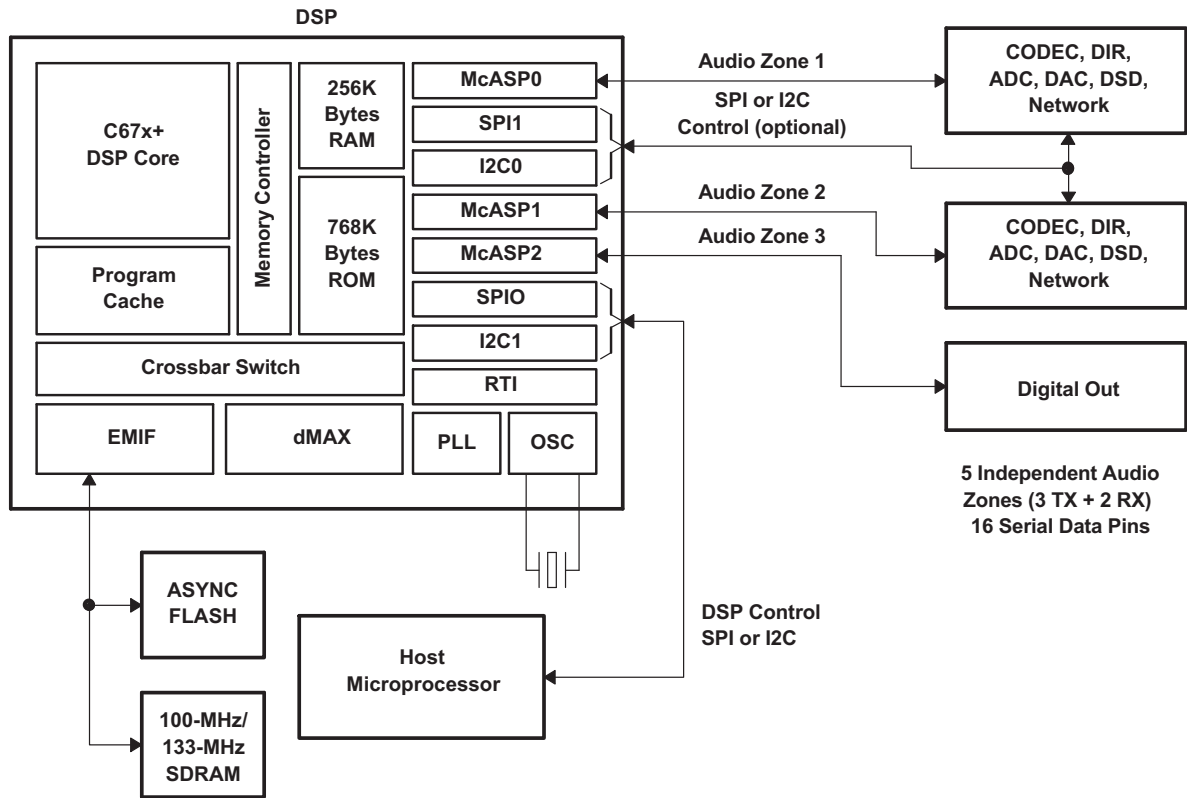 DSP
C67x+
DSP Core
Program
Cache
Memory Controller
256K
Bytes
RAM
768K
Bytes
ROM
Crossbar Switch
EMIF
dMAX
McASP0
SPI1
I2C0
McASP1
McASP2
SPIO
I2C1
RTI
PLL
OSC
Audio Zone 1
SPI or I2C
Control (optional)
Audio Zone 2
Audio Zone 3
CODEC, DIR,
ADC, DAC, DSD,
Network
CODEC, DIR,
ADC, DAC, DSD,
Network
Digital Out
5 Independent Audio
Zones (3 TX + 2 RX)
16 Serial Data Pins
ASYNC
FLASH
100-MHz/
133-MHz
SDRAM
Host
Microprocessor
DSP Control
SPI or I2C